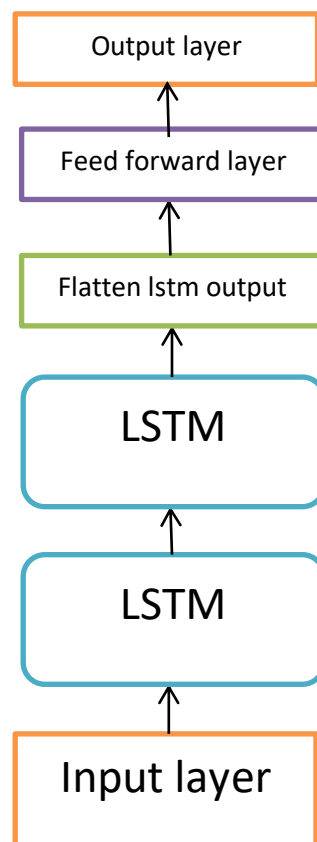 Output layer
Feed forward layer
Flatten lstm output
LSTM
LSTM
Input layer